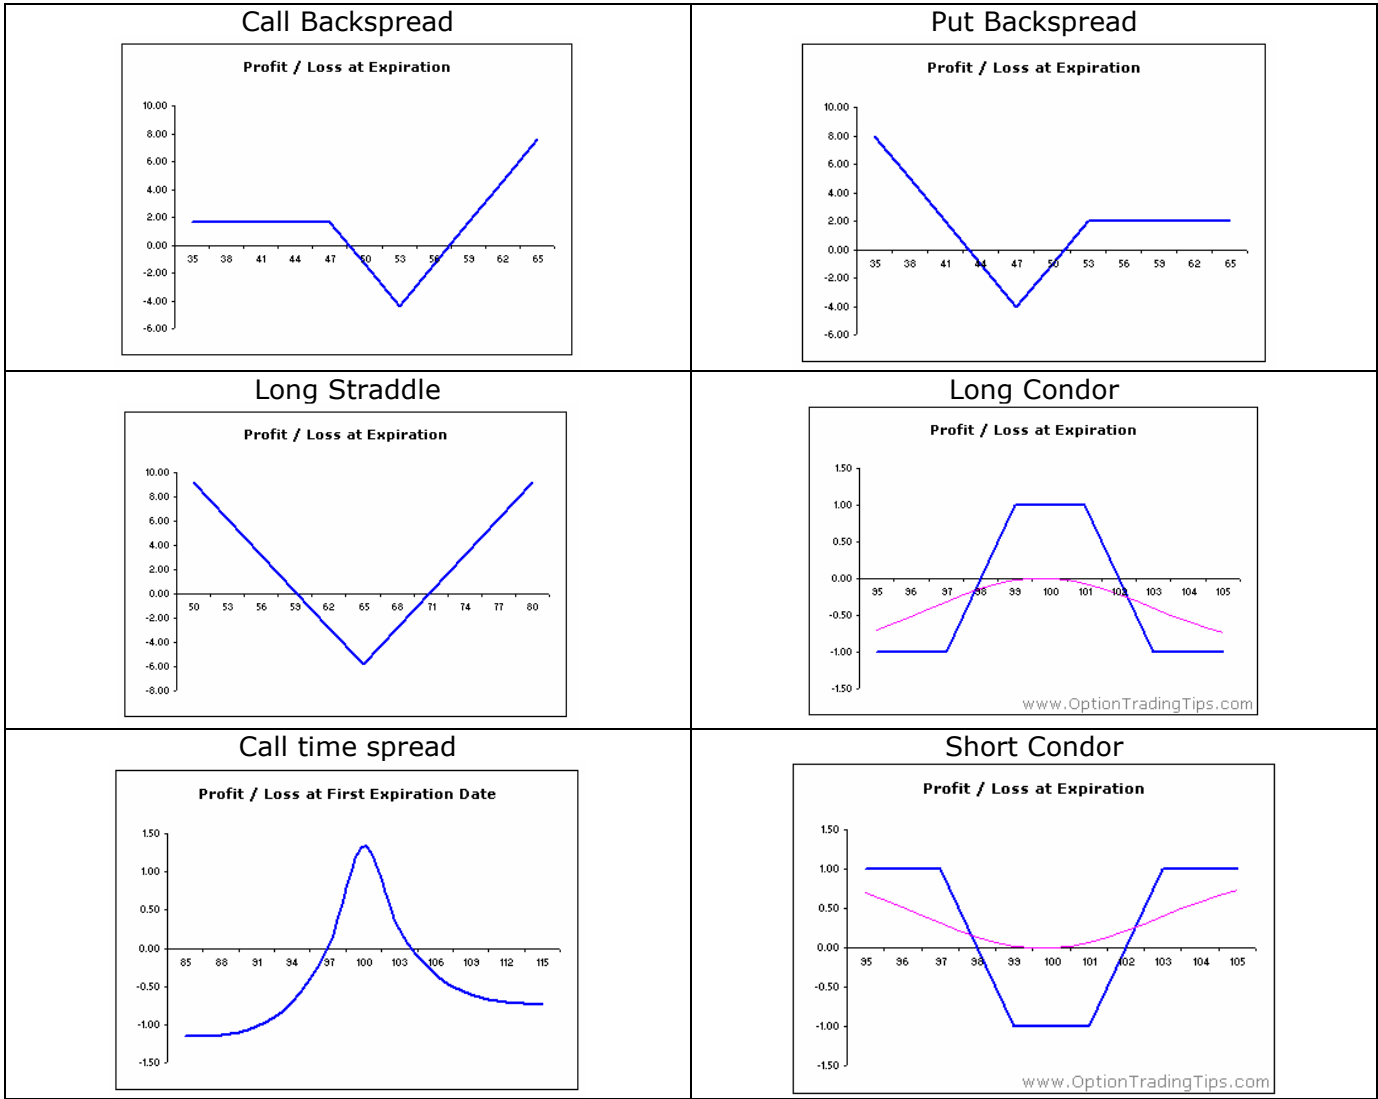 Call Backspread
Profit / Loss at Expiration
10.00
8.00
6.00
4.00
2.00
0.00
35 38 41 44 47 50 53 56 59 62 65
-2.00
-4.00
-6.00
Put Backspread
Profit / Loss at Expiration
10.00
8.00
6.00
4.00
2.00
0.00
35 38 41 44 47 50 53 56 59 62 65
-2.00
-4.00
-6.00
Long Straddle
Profit / Loss at Expiration
10.00
8.00
6.00
4.00
2.00
0.00
50 53 56 59 62 65 68 71 74 77 80
-2.00
-4.00
-6.00
-8.00
Long Condor
Profit / Loss at Expiration
1.50
1.00
0.50
0.00
95 96 97 98 99 100 101 102 103 104 105
-0.50
-1.00
-1.50
www.OptionTradingTips.com
Call time spread
Profit / Loss at First Expiration Date
1.50
1.00
0.50
0.00
85 88 91 94 97 100 103 106 109 112 115
-0.50
-1.00
-1.50
Short Condor
Profit / Loss at Expiration
1.50
1.00
0.50
0.00
95 96 97 98 99 100 101 102 103 104 105
-0.50
-1.00
-1.50
www.OptionTradingTips.com